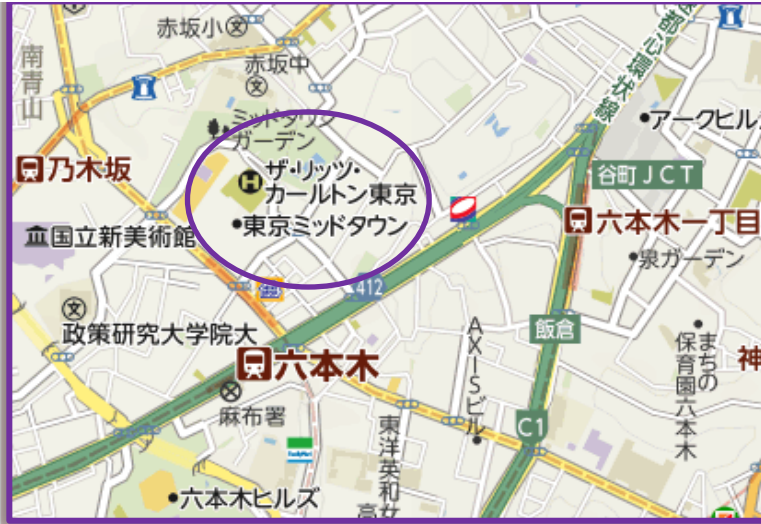 赤坂小
赤坂中
南青山
都心環状線
ミッドタウン
ガーデン
アークヒル
乃木坂
ザ・リッツ・
カールトン東京
谷町JCT
東京ミッドタウン
六本木一丁目
国立新美術館
泉ガーデン
412
政策研究大学院大
飯倉
AXISビル
まちの
保育園六本木
神
六本木
麻布署
C1
FamilyMart
東洋英和女
高
六本木ヒルズ